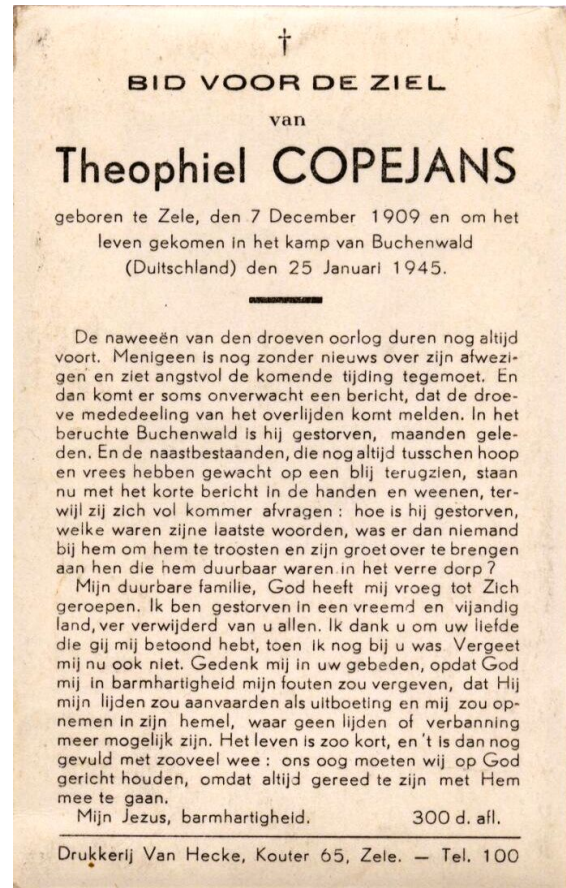 †
BID VOOR DE ZIEL
van
Theophiel COPEJANS
geboren te Zele, den 7 December 1909 en om het
leven gekomen in het kamp van Buchenwald
(Duitschland) den 25 Januari 1945.
De naweeën van den droeven oorlog duren nog altijd
voort. Menigeen is nog zonder nieuws over zijn afwezi-
gen en ziet angstvol de komende tijding tegemoet. En
dan komt er soms onverwacht een bericht, dat de droe-
ve mededeeling van het overlijden komt melden. In het
beruchte Buchenwald is hij gestorven, maanden gele-
den. En de naastbestaanden, die nog altijd tusschen hoop
en vrees hebben gewacht op een blij terugzien, staan
nu met het korte bericht in de handen en weenen, ter-
wijl zij zich vol kommer afvragen : hoe is hij gestorven,
welke waren zijne laatste woorden, was er dan niemand
bij hem om hem te troosten en zijn groet over te brengen
aan hen die hem duurbaar waren in het verre dorp ?
Mijn duurbare familie, God heeft mij vroeg tot Zich
geroepen. Ik ben gestorven in een vreemd en vijandig
land, ver verwijderd van u allen. Ik dank u om uw liefde
die gij mij betoond hebt, toen ik nog bij u was Vergeet
mij nu ook niet. Gedenk mij in uw gebeden, opdat God
mij in barmhartigheid mijn fouten zou vergeven, dat Hij
mijn lijden zou aanvaarden als uitboeting en mij zou op-
nemen in zijn hemel, waar geen lijden of verbanning
meer mogelijk zijn. Het leven is zoo kort, en 't is dan nog
gevuld met zooveel wee : ons oog moeten wij op God
gericht houden, omdat altijd gereed te zijn met Hem
mee te gaan.
Mijn Jezus, barmhartigheid. 300 d. afl.
Drukkerij Van Hecke, Kouter 65, Zele. — Tel. 100